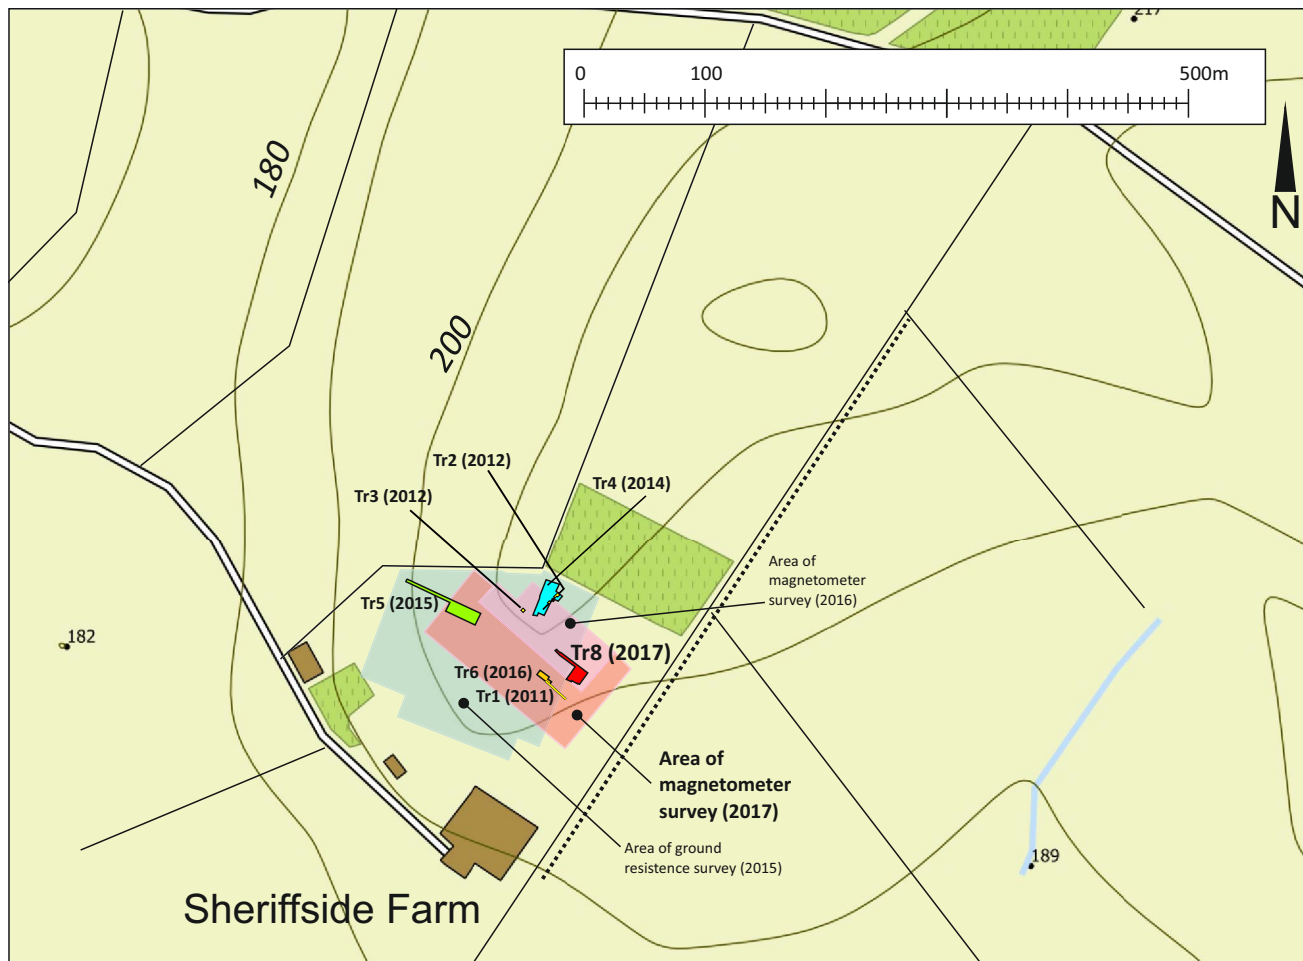 217
0 100 500m
N
180
200
Tr2 (2012)
Tr3 (2012)
Tr4 (2014)
Area of
magnetometer
survey (2016)
Tr5 (2015)
182
Tr8 (2017)
Tr6 (2016)
Tr1 (2011)
Area of
magnetometer
survey (2017)
Area of ground
resistence survey (2015)
189
Sheriffside Farm